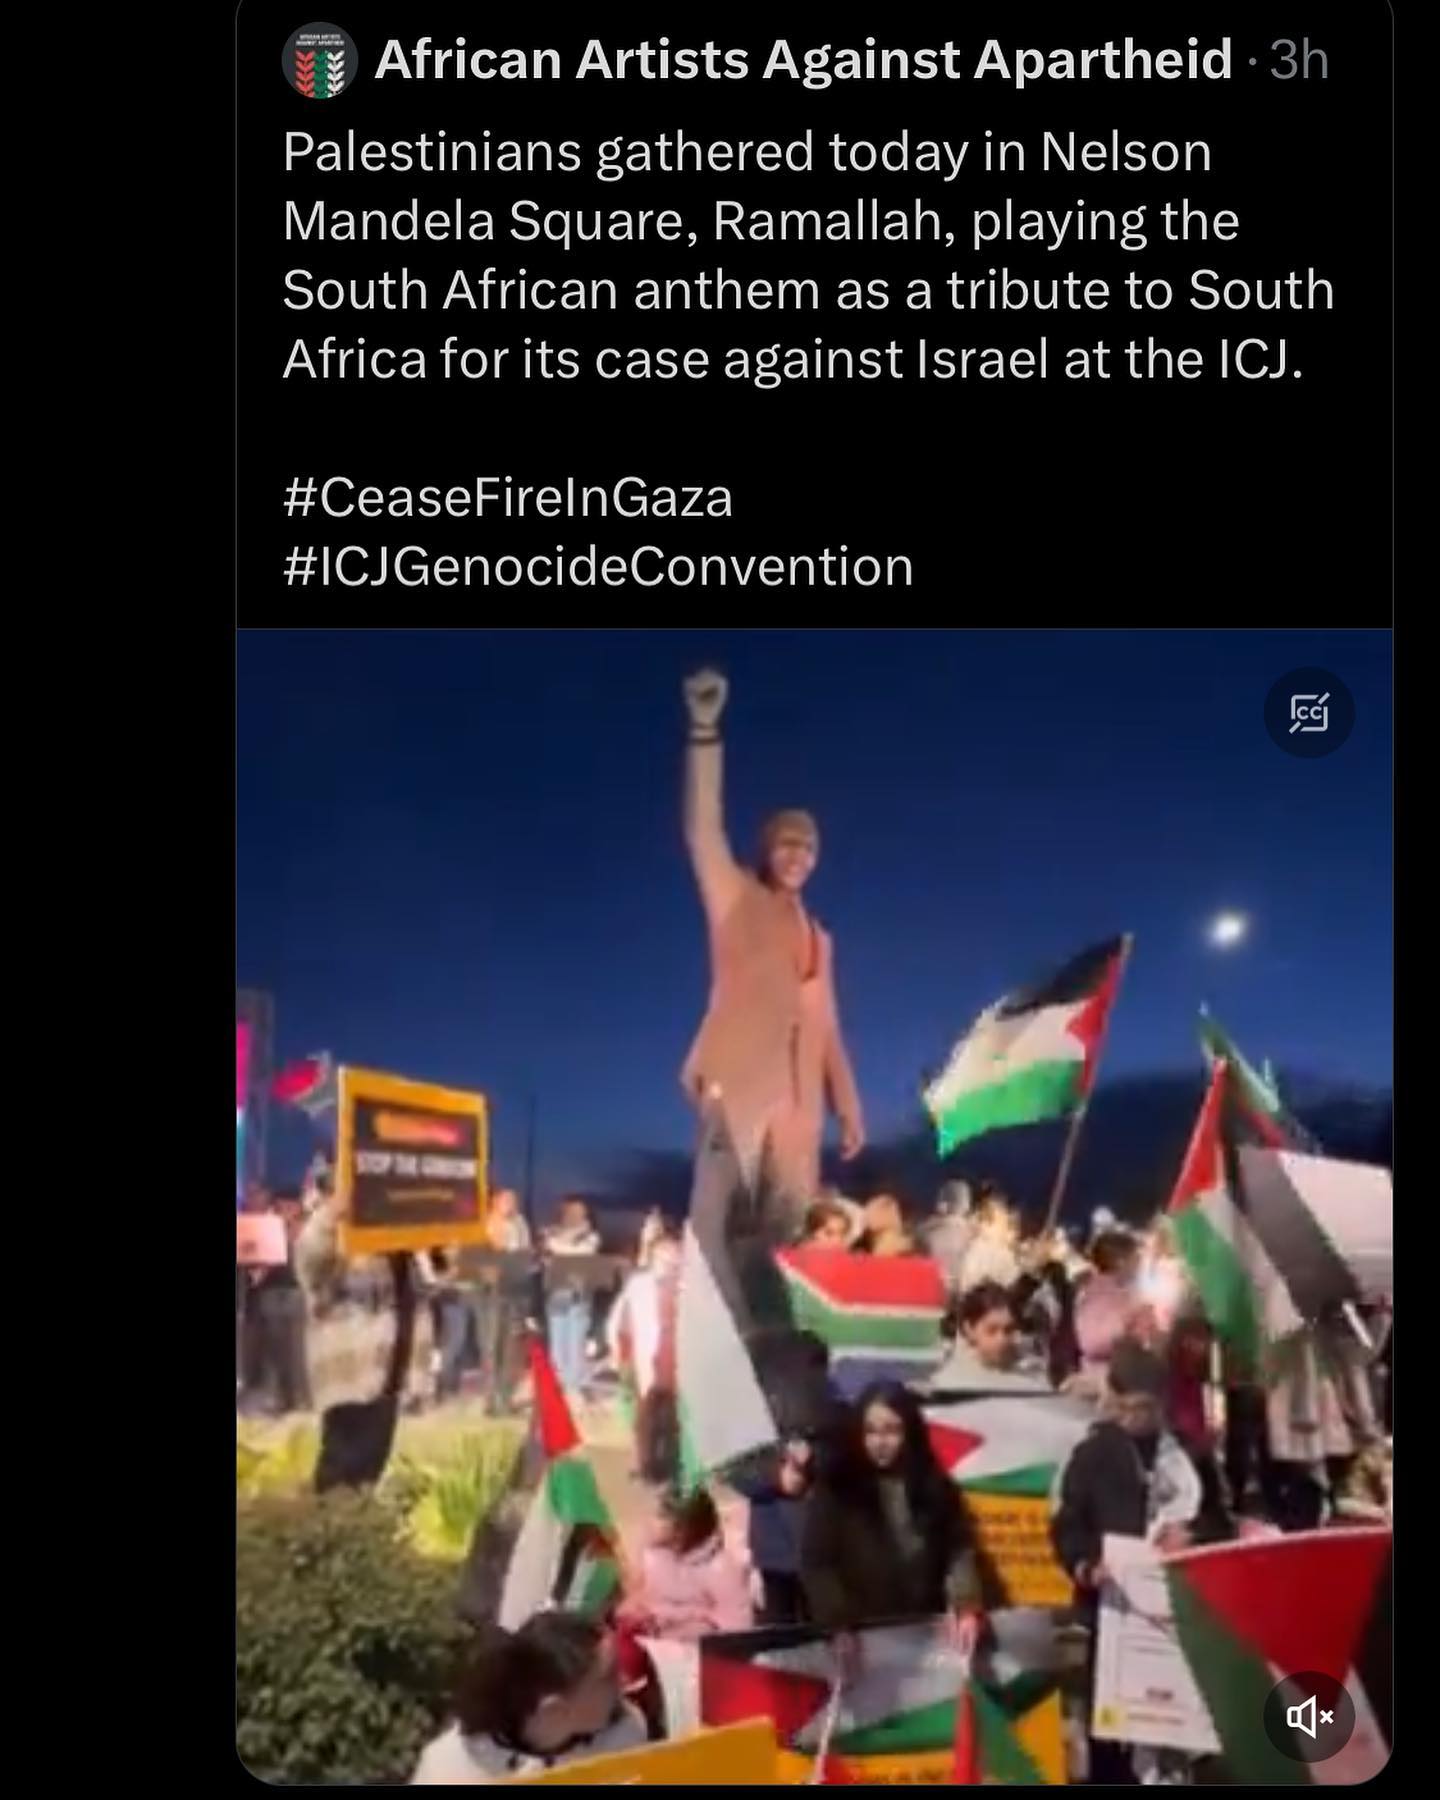 African Artists Against Apartheid · 3h
Palestinians gathered today in Nelson
Mandela Square, Ramallah, playing the
South African anthem as a tribute to South
Africa for its case against Israel at the ICJ.
#CeaseFireInGaza
#ICJGenocideConvention
CC
STOP THE